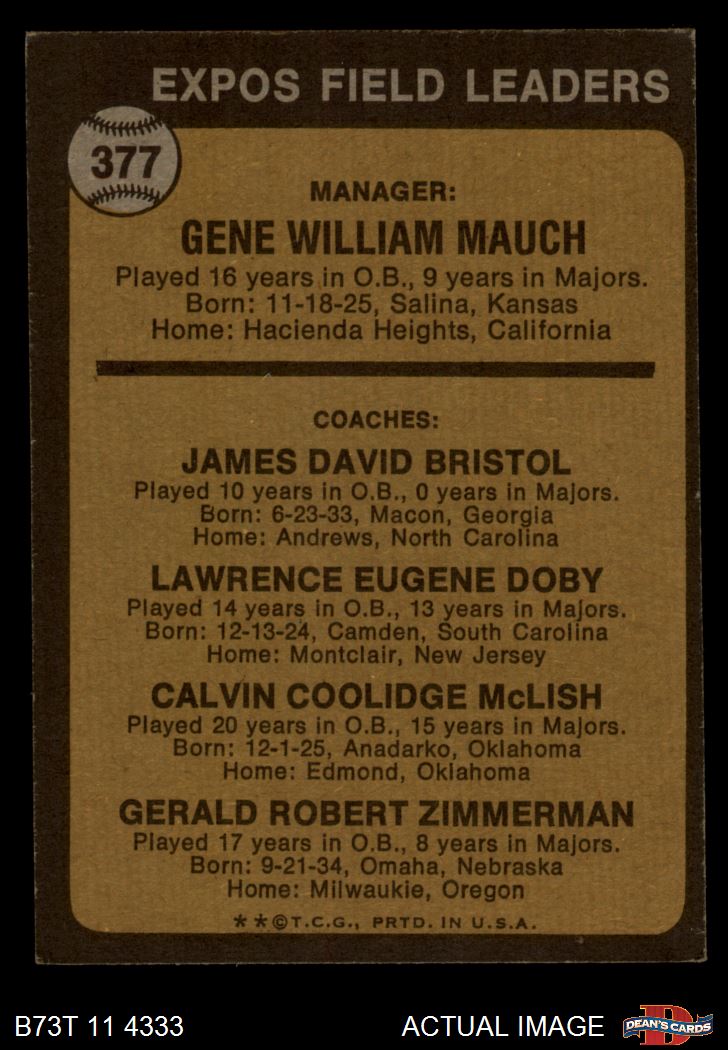 EXPOS FIELD LEADERS
377
MANAGER:
GENE WILLIAM MAUCH
Played 16 years in O.B., 9 years in Majors.
Born: 11-18-25, Salina, Kansas
Home: Hacienda Heights, California
COACHES:
JAMES DAVID BRISTOL
Played 10 years in O.B., 0 years in Majors.
Born: 6-23-33, Macon, Georgia
Home: Andrews, North Carolina
LAWRENCE EUGENE DOBY
Played 14 years in O.B., 13 years in Majors.
Born: 12-13-24, Camden, South Carolina
Home: Montclair, New Jersey
CALVIN COOLIDGE McLISH
Played 20 years in O.B., 15 years in Majors.
Born: 12-1-25, Anadarko, Oklahoma
Home: Edmond, Oklahoma
GERALD ROBERT ZIMMERMAN
Played 17 years in O.B., 8 years in Majors.
Born: 9-21-34, Omaha, Nebraska
Home: Milwaukie, Oregon
**©T.C.G., PRTD. IN U.S.A.
B73T 11 4333 ACTUAL IMAGE D DEAN'S CARDS